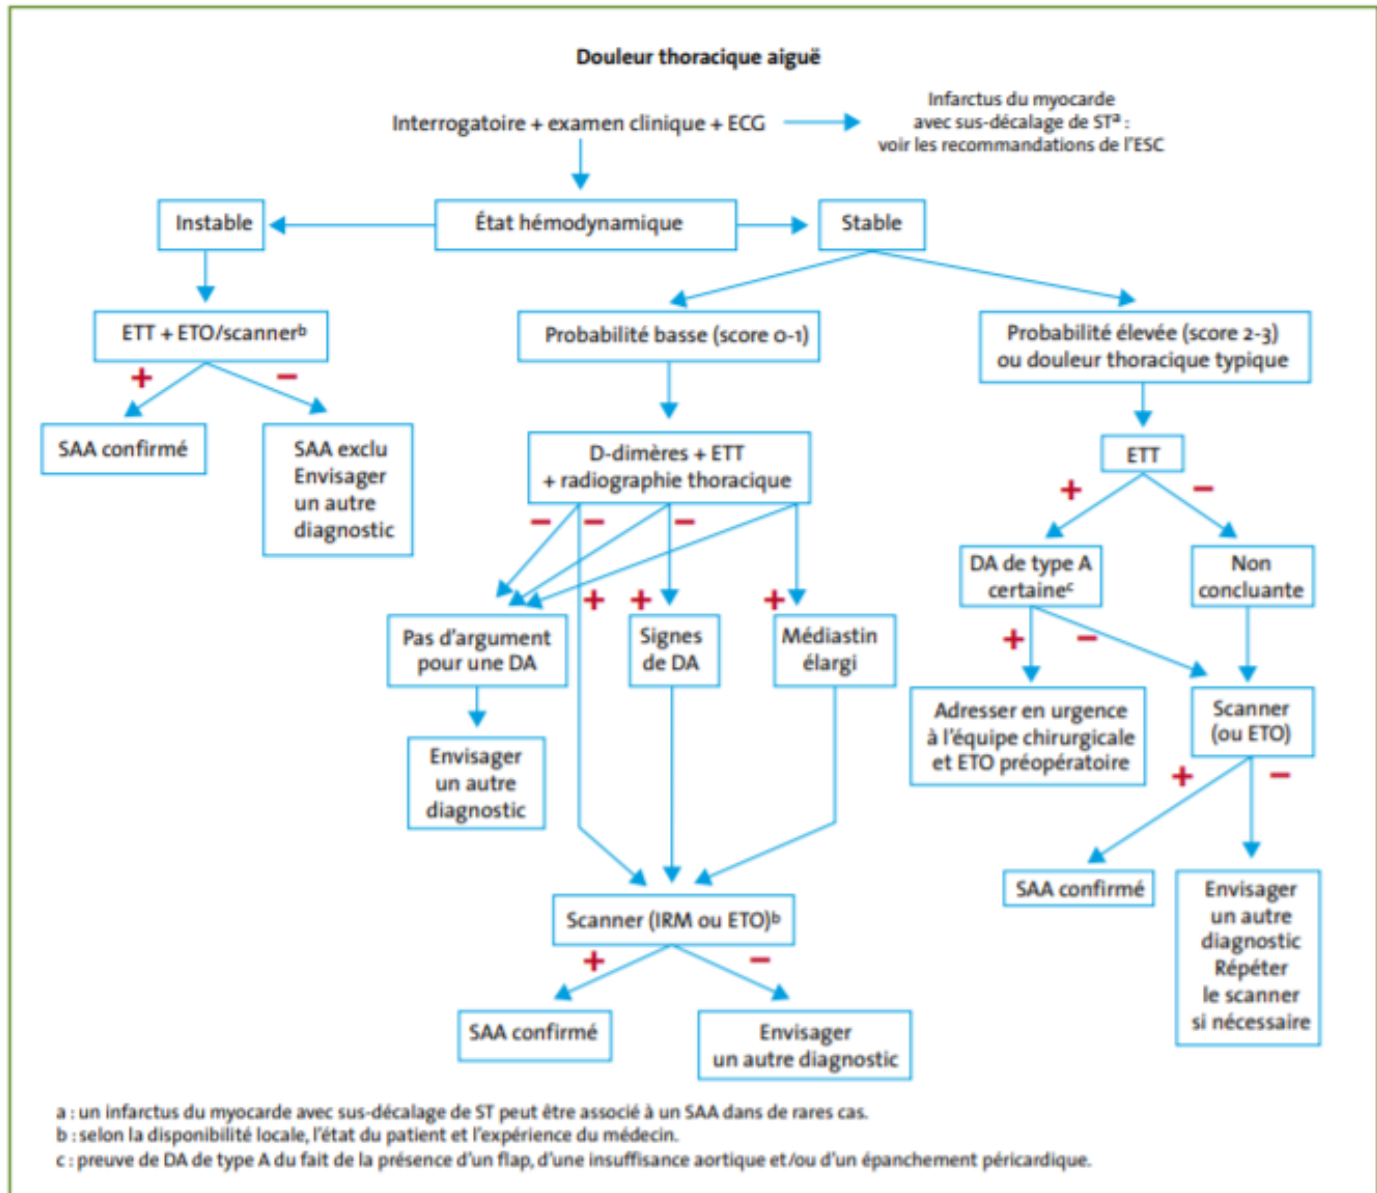 Douleur thoracique aiguë
Interrogatoire + examen clinique + ECG
Infarctus du myocarde
avec sus-décalage de STᵃ :
voir les recommandations de l'ESC
Instable
État hémodynamique
Stable
ETT + ETO/scannerᵇ
Probabilité basse (score 0-1)
Probabilité élevée (score 2-3)
ou douleur thoracique typique
+
−
SAA confirmé
SAA exclu
Envisager
un autre
diagnostic
D-dimères + ETT
+ radiographie thoracique
ETT
−
−
−
+
−
+
+
+
Pas d'argument
pour une DA
Signes
de DA
Médiastin
élargi
DA de type A
certaineᶜ
Non
concluante
+
−
Envisager
un autre
diagnostic
Adresser en urgence
à l'équipe chirurgicale
et ETO préopératoire
Scanner
(ou ETO)
+
−
Scanner (IRM ou ETO)ᵇ
+
−
SAA confirmé
Envisager
un autre diagnostic
SAA confirmé
Envisager
un autre
diagnostic
Répéter
le scanner
si nécessaire
a : un infarctus du myocarde avec sus-décalage de ST peut être associé à un SAA dans de rares cas.
b : selon la disponibilité locale, l'état du patient et l'expérience du médecin.
c : preuve de DA de type A du fait de la présence d'un flap, d'une insuffisance aortique et/ou d'un épanchement péricardique.